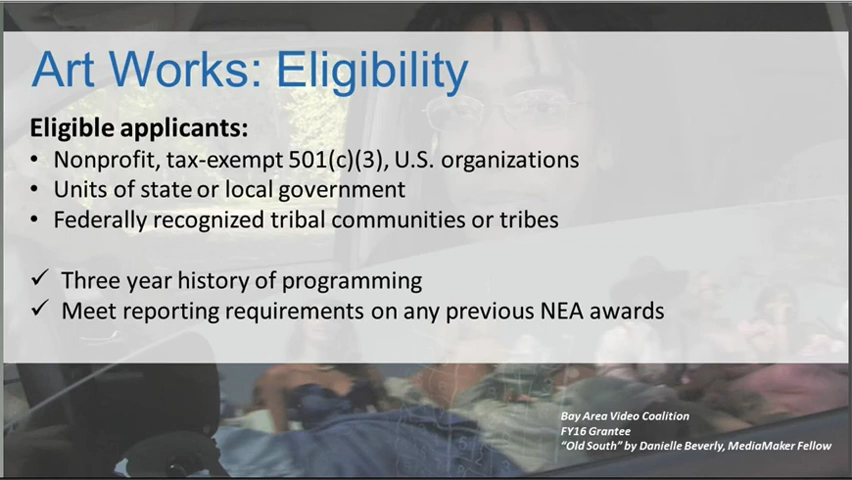 Art Works: Eligibility
Eligible applicants:
• Nonprofit, tax-exempt 501(c)(3), U.S. organizations
• Units of state or local government
• Federally recognized tribal communities or tribes
✓ Three year history of programming
✓ Meet reporting requirements on any previous NEA awards
Bay Area Video Coalition
FY16 Grantee
“Old South” by Danielle Beverly, MediaMaker Fellow